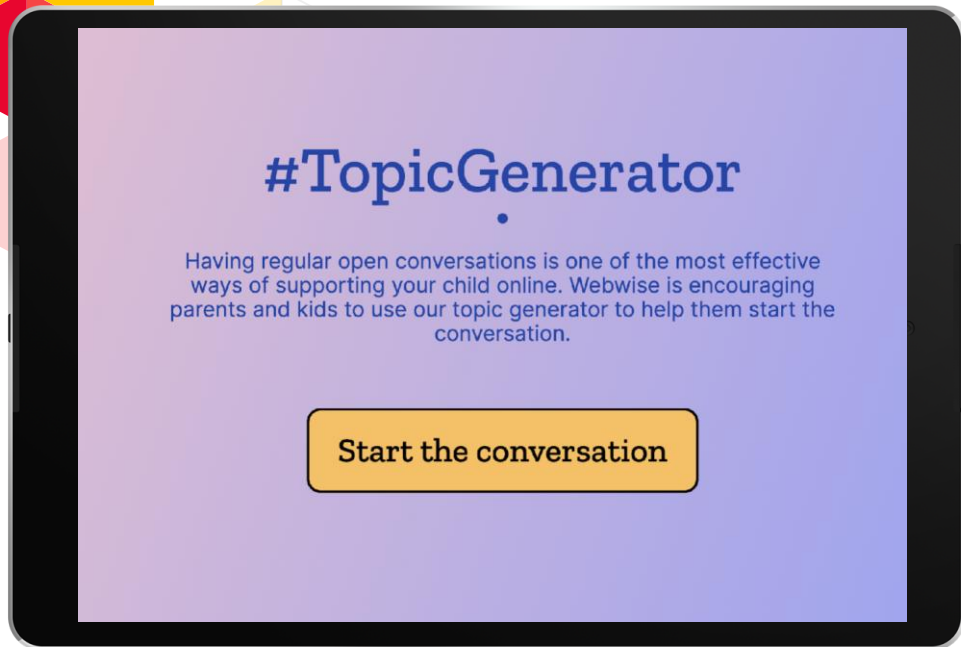 #TopicGenerator
Having regular open conversations is one of the most effective
ways of supporting your child online. Webwise is encouraging
parents and kids to use our topic generator to help them start the
conversation.
Start the conversation